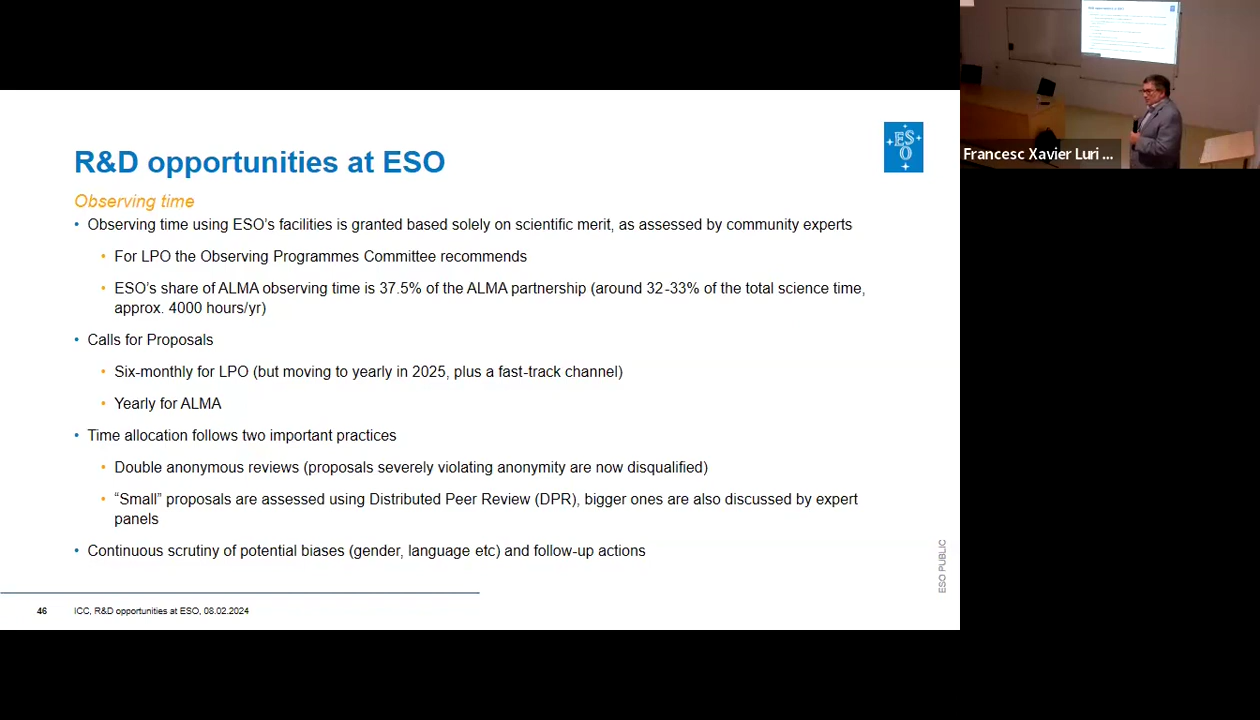 R&D opportunities at ESO
ESO
Observing time
• Observing time using ESO's facilities is granted based solely on scientific merit, as assessed by community experts
• For LPO the Observing Programmes Committee recommends
• ESO's share of ALMA observing time is 37.5% of the ALMA partnership (around 32-33% of the total science time,
approx. 4000 hours/yr)
• Calls for Proposals
• Six-monthly for LPO (but moving to yearly in 2025, plus a fast-track channel)
• Yearly for ALMA
• Time allocation follows two important practices
• Double anonymous reviews (proposals severely violating anonymity are now disqualified)
• “Small” proposals are assessed using Distributed Peer Review (DPR), bigger ones are also discussed by expert
panels
• Continuous scrutiny of potential biases (gender, language etc) and follow-up actions
ESO PUBLIC
46 ICC, R&D opportunities at ESO, 08.02.2024
Francesc Xavier Luri ...